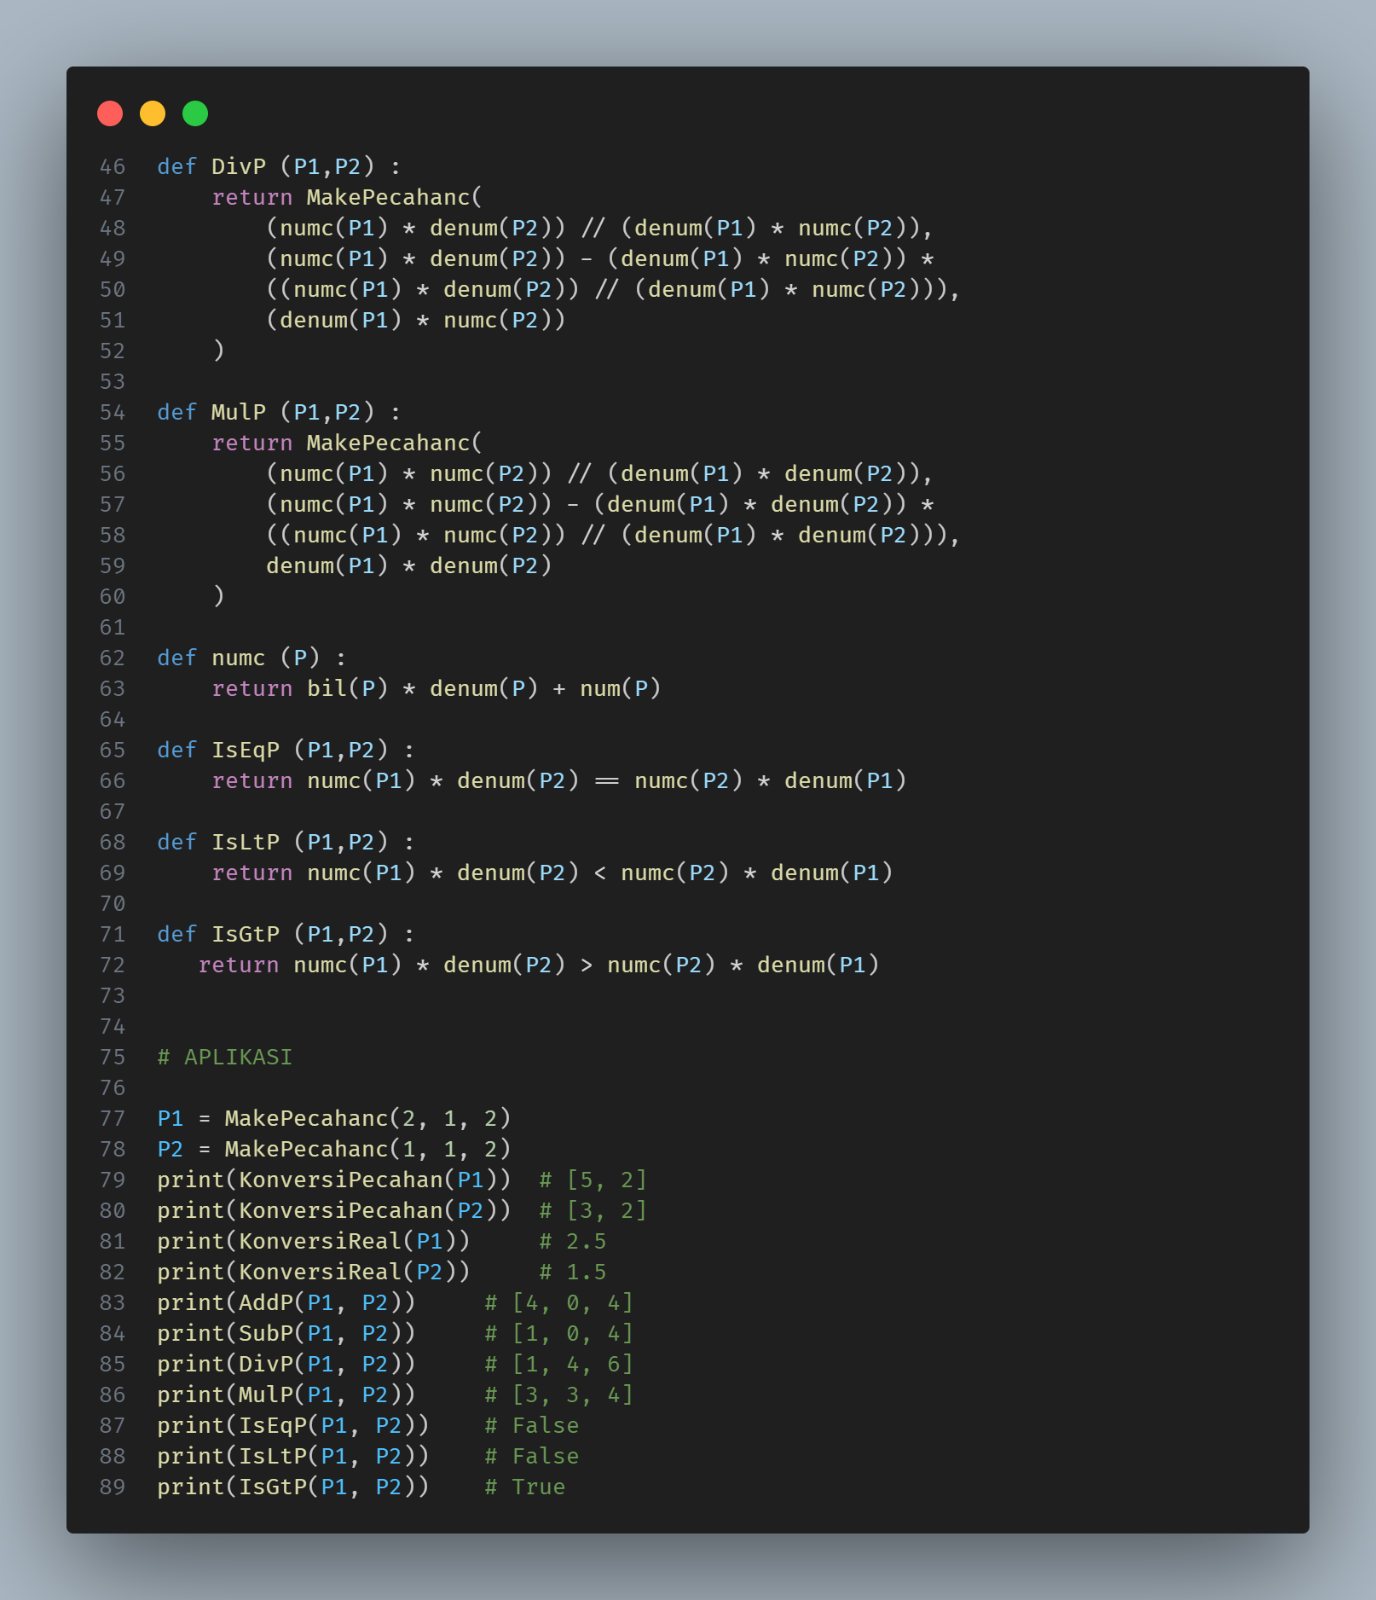 46 def DivP (P1,P2) :
47     return MakePecahanc(
48         (numc(P1) * denum(P2)) // (denum(P1) * numc(P2)),
49         (numc(P1) * denum(P2)) - (denum(P1) * numc(P2)) *
50         ((numc(P1) * denum(P2)) // (denum(P1) * numc(P2))),
51         (denum(P1) * numc(P2))
52     )
53
54 def MulP (P1,P2) :
55     return MakePecahanc(
56         (numc(P1) * numc(P2)) // (denum(P1) * denum(P2)),
57         (numc(P1) * numc(P2)) - (denum(P1) * denum(P2)) *
58         ((numc(P1) * numc(P2)) // (denum(P1) * denum(P2))),
59         denum(P1) * denum(P2)
60     )
61
62 def numc (P) :
63     return bil(P) * denum(P) + num(P)
64
65 def IsEqP (P1,P2) :
66     return numc(P1) * denum(P2) == numc(P2) * denum(P1)
67
68 def IsLtP (P1,P2) :
69     return numc(P1) * denum(P2) < numc(P2) * denum(P1)
70
71 def IsGtP (P1,P2) :
72    return numc(P1) * denum(P2) > numc(P2) * denum(P1)
73
74
75 # APLIKASI
76
77 P1 = MakePecahanc(2, 1, 2)
78 P2 = MakePecahanc(1, 1, 2)
79 print(KonversiPecahan(P1))  # [5, 2]
80 print(KonversiPecahan(P2))  # [3, 2]
81 print(KonversiReal(P1))     # 2.5
82 print(KonversiReal(P2))     # 1.5
83 print(AddP(P1, P2))     # [4, 0, 4]
84 print(SubP(P1, P2))     # [1, 0, 4]
85 print(DivP(P1, P2))     # [1, 4, 6]
86 print(MulP(P1, P2))     # [3, 3, 4]
87 print(IsEqP(P1, P2))    # False
88 print(IsLtP(P1, P2))    # False
89 print(IsGtP(P1, P2))    # True